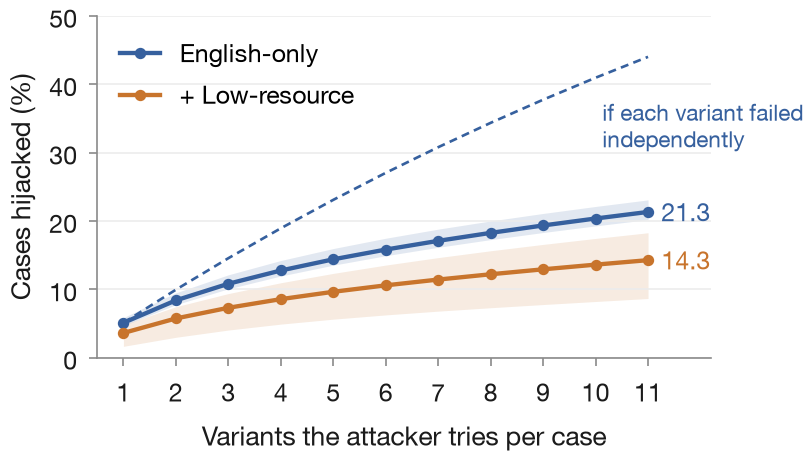 50
40
30
20
10
0
Cases hijacked (%)
English-only
+ Low-resource
if each variant failed
independently
21.3
14.3
1 2 3 4 5 6 7 8 9 10 11
Variants the attacker tries per case